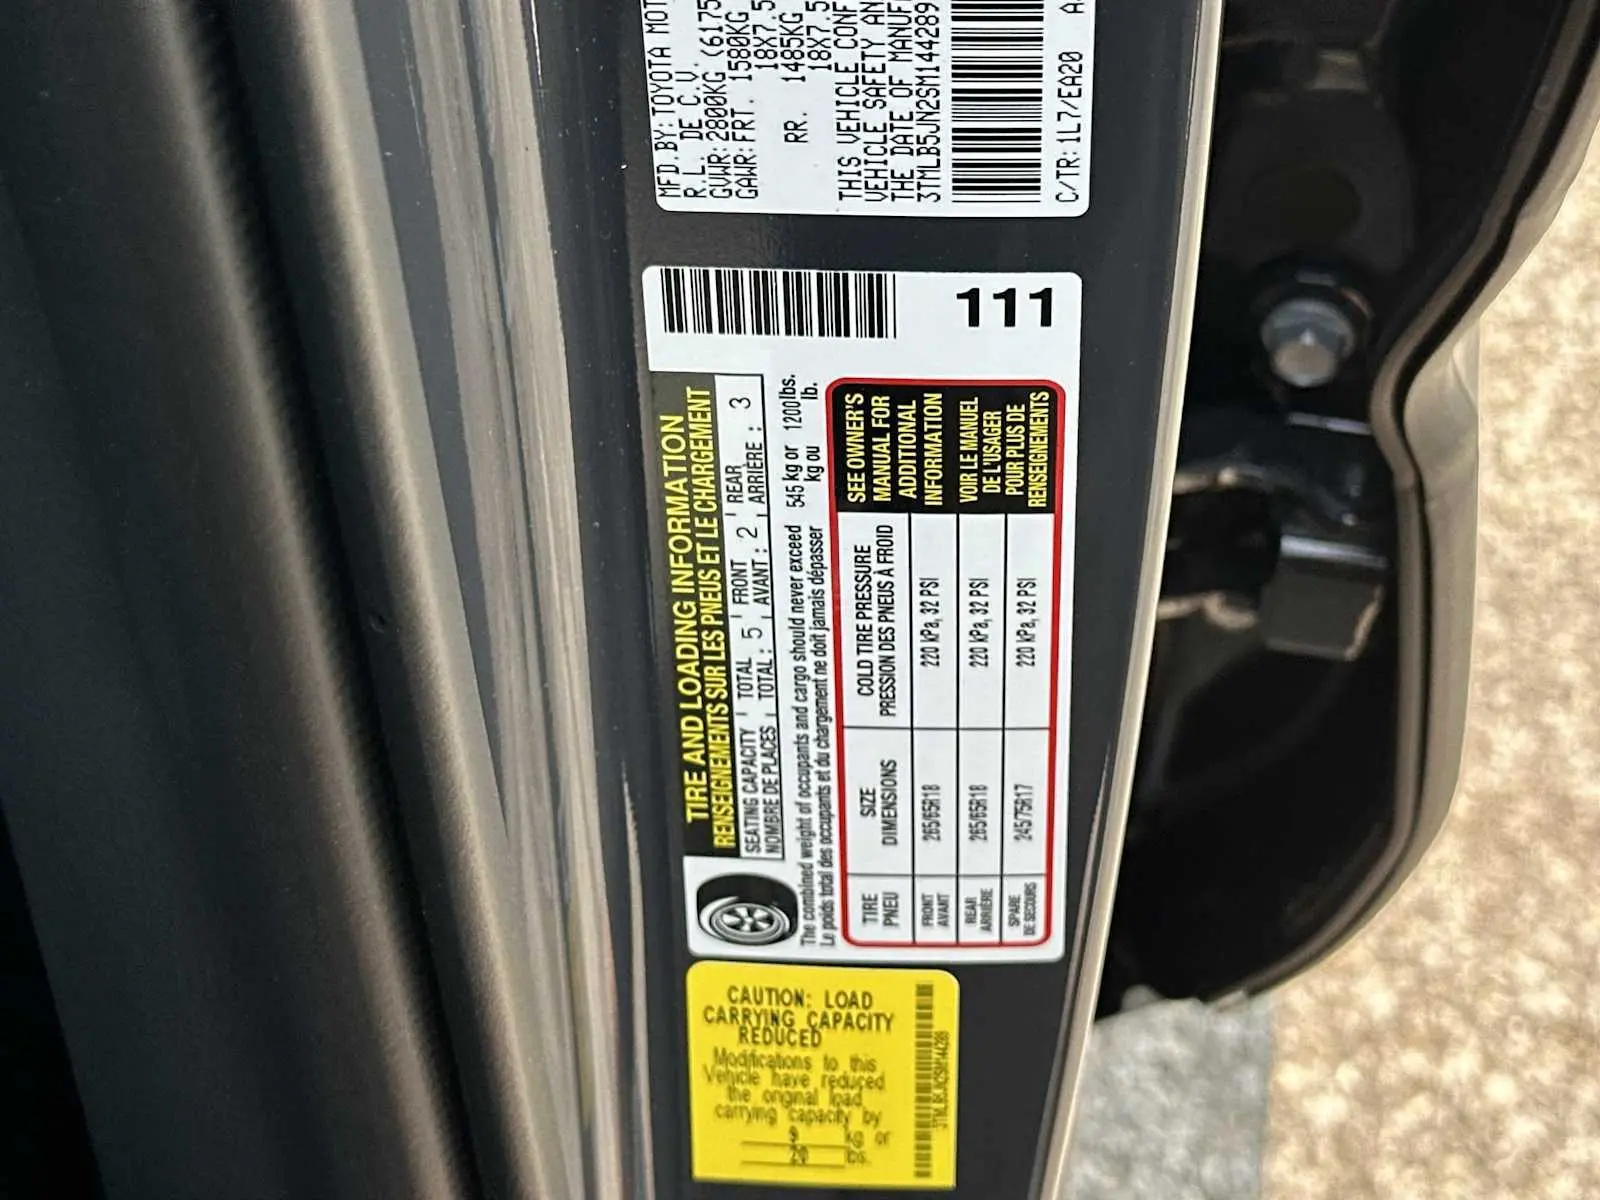 MFD.BY:TOYOTA MOT
R.L. DE C.V.
GVWR:2800KG (6175
GAWR:FRT. 1580KG
18X7.5
RR. 1485KG
18X7.5
THIS VEHICLE CONF
VEHICLE SAFETY AN
THE DATE OF MANUF
3TMLB5JN2SM144289
C/TR:1L7/EA20 A
111
TIRE AND LOADING INFORMATION
RENSEIGNEMENTS SUR LES PNEUS ET LE CHARGEMENT
SEATING CAPACITY TOTAL 5 FRONT 2 REAR 3
NOMBRE DE PLACES TOTAL : AVANT : ARRIÈRE :
The combined weight of occupants and cargo should never exceed 545 kg or 1200 lbs.
Le poids total des occupants et du chargement ne doit jamais dépasser kg ou lb.
TIRE SIZE COLD TIRE PRESSURE
PNEU DIMENSIONS PRESSION DES PNEUS À FROID
FRONT
AVANT 265/65R18 220 kPa, 32 PSI
REAR
ARRIÈRE 265/65R18 220 kPa, 32 PSI
SPARE
DE SECOURS 245/75R17 220 kPa, 32 PSI
SEE OWNER'S
MANUAL FOR
ADDITIONAL
INFORMATION
VOIR LE MANUEL
DE L'USAGER
POUR PLUS DE
RENSEIGNEMENTS
CAUTION: LOAD
CARRYING CAPACITY
REDUCED
Modifications to this
Vehicle have reduced
the original load
carrying capacity by
9 kg or
20 lbs.
3TMLB5JN2SM144289